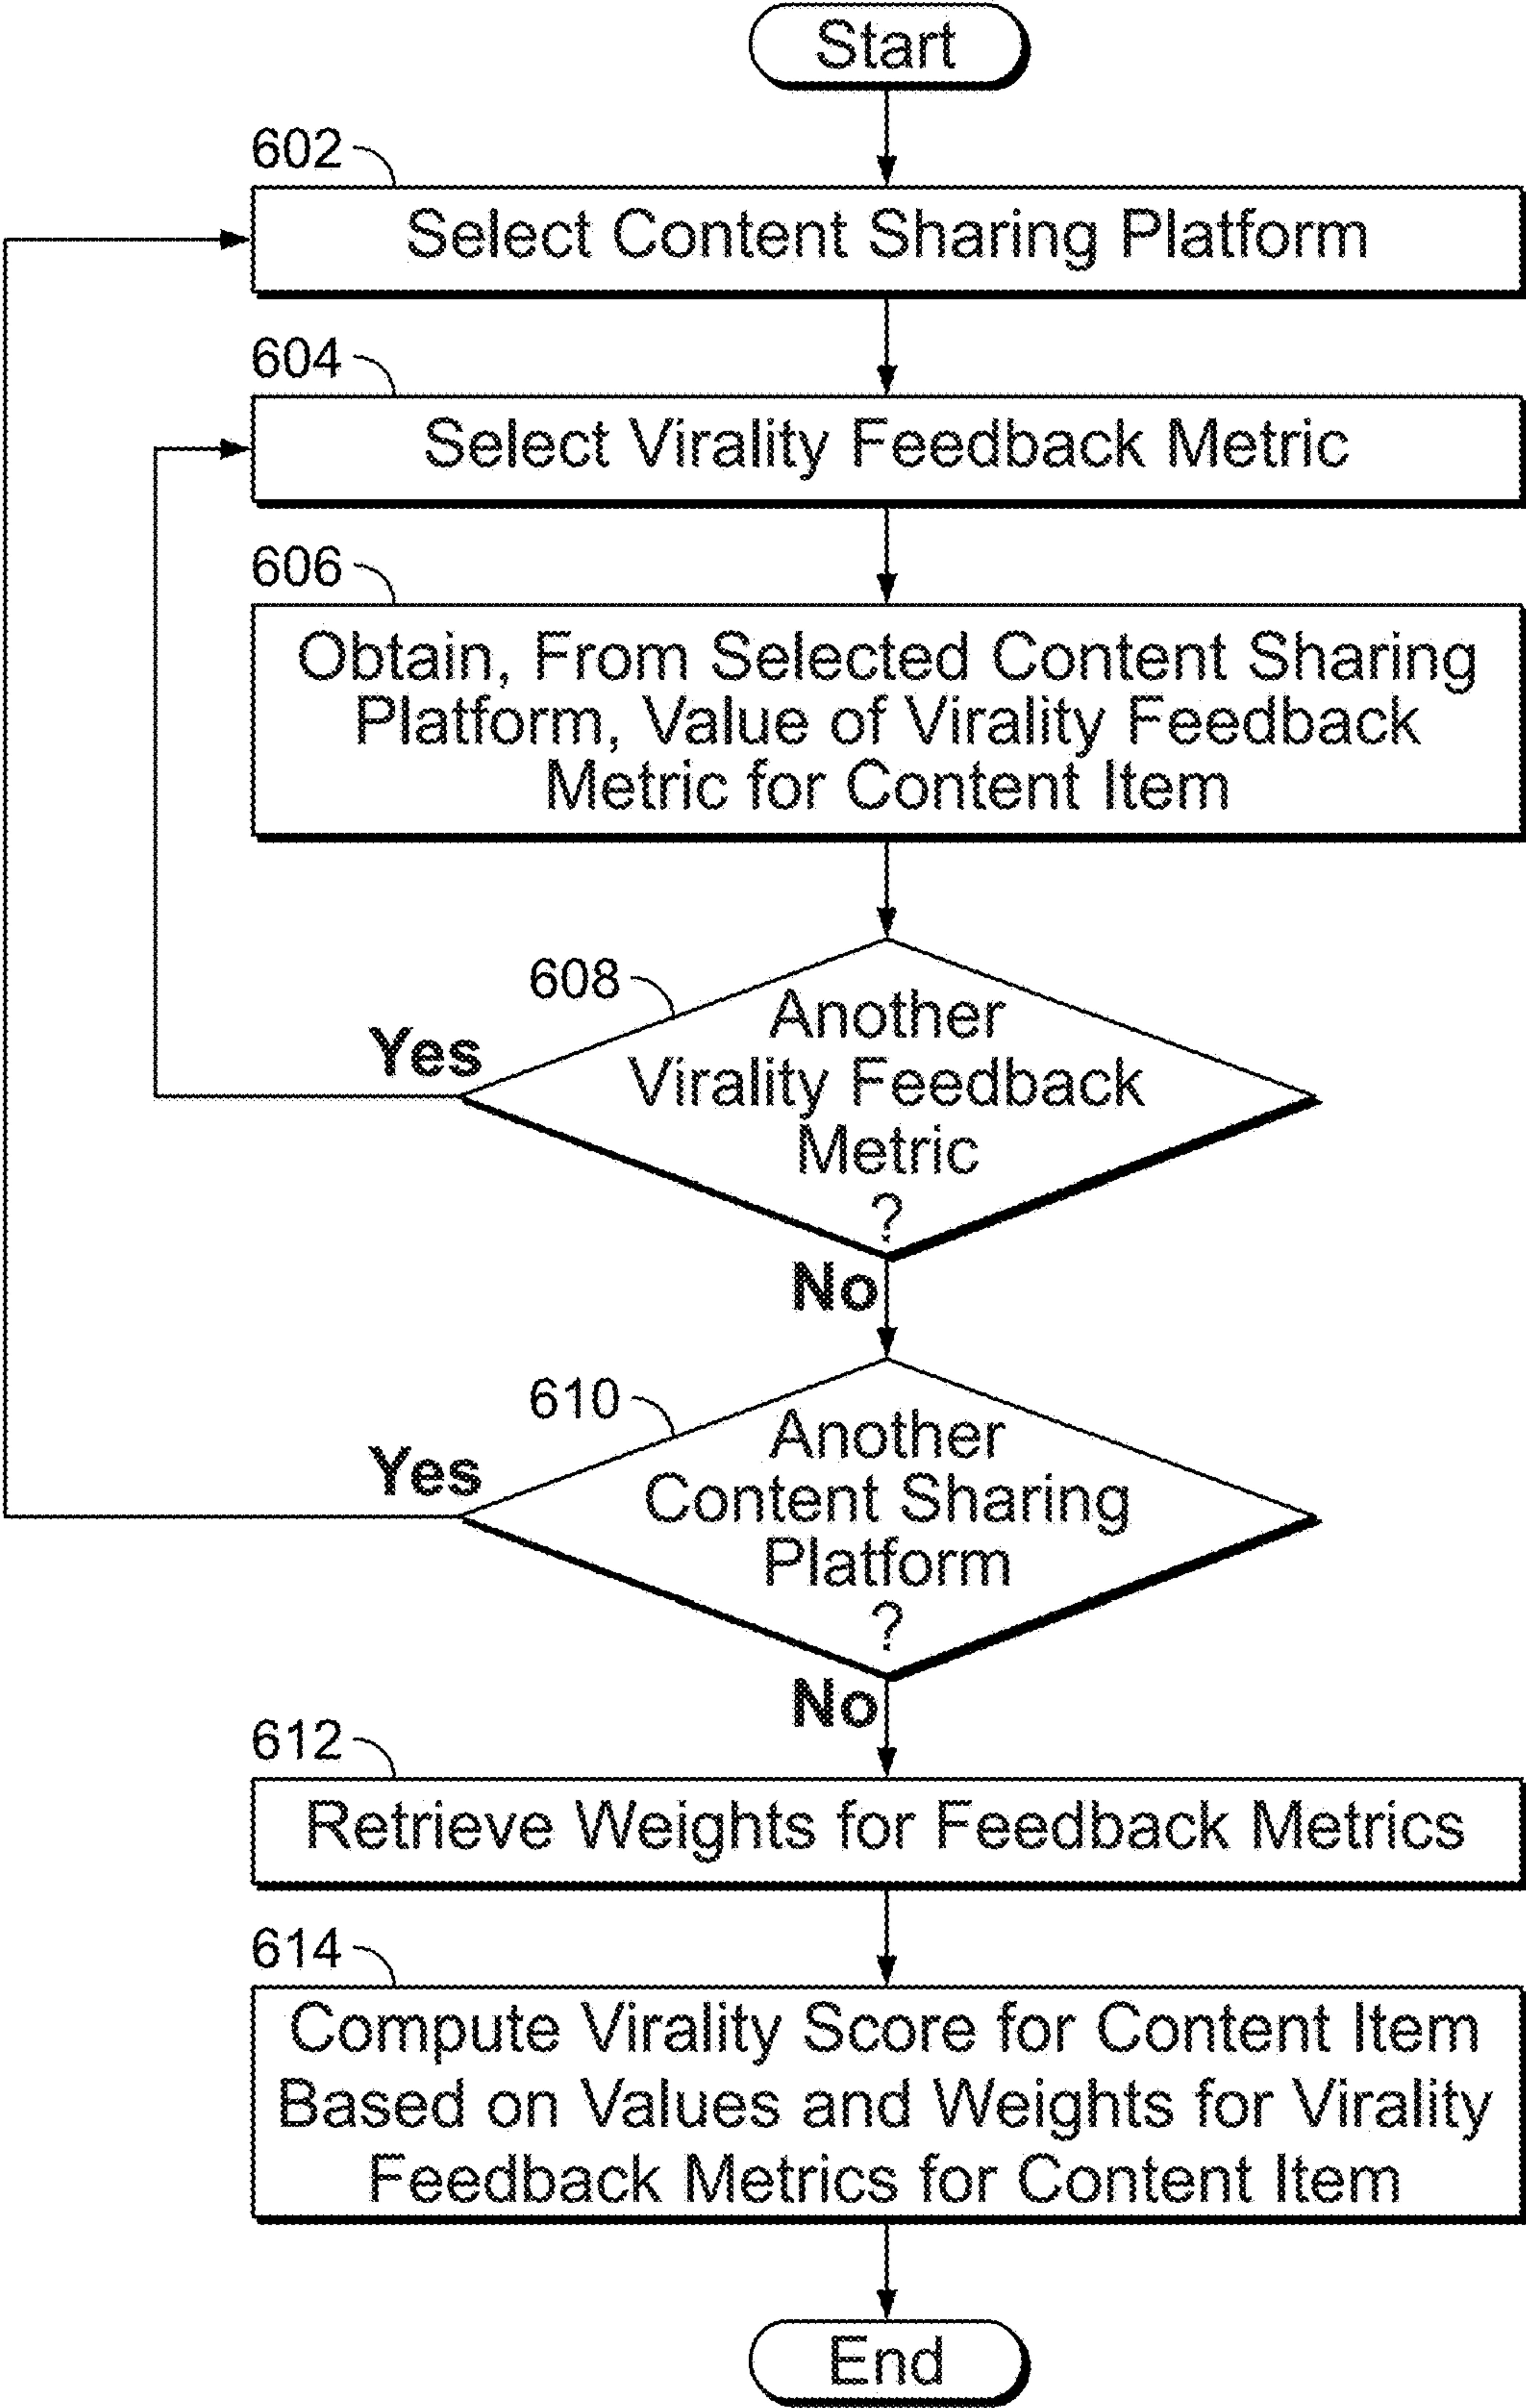 Start
602
Select Content Sharing Platform
604
Select Virality Feedback Metric
606
Obtain, From Selected Content Sharing
Platform, Value of Virality Feedback
Metric for Content Item
608
Another
Virality Feedback
Metric
?
Yes
No
610
Another
Content Sharing
Platform
?
Yes
No
612
Retrieve Weights for Feedback Metrics
614
Compute Virality Score for Content Item
Based on Values and Weights for Virality
Feedback Metrics for Content Item
End